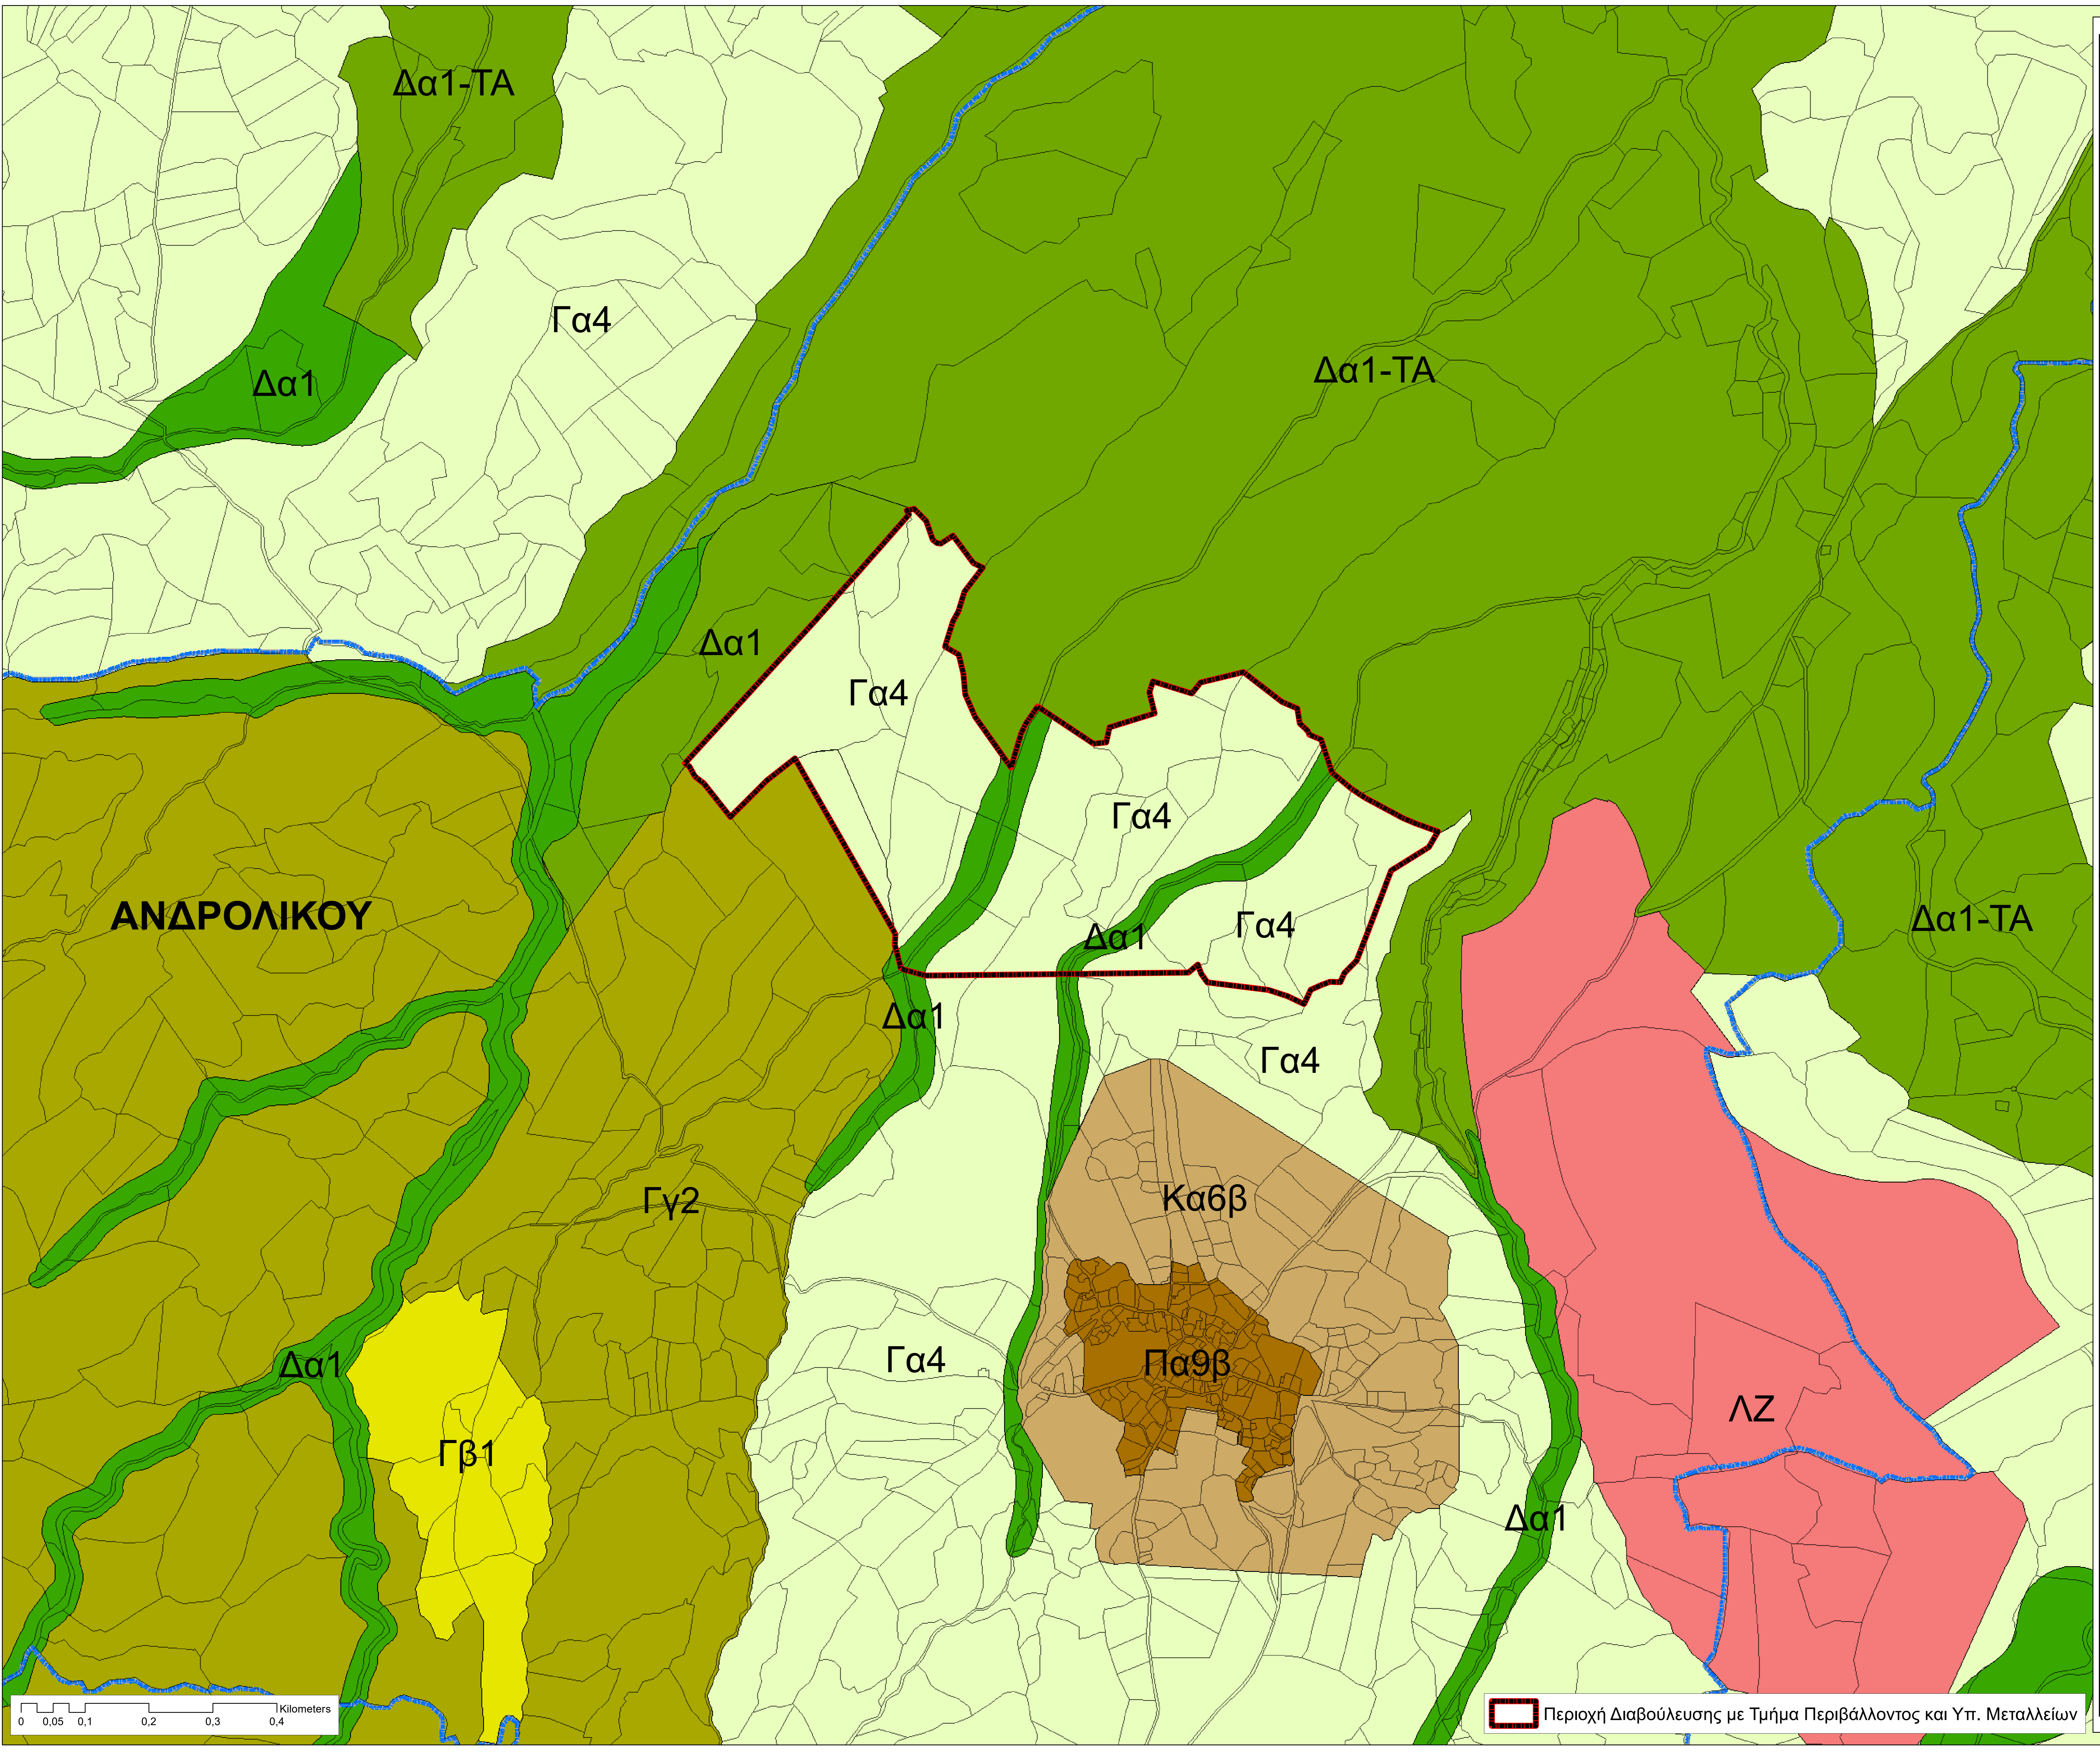 Δα1-ΤΑ
Γα4
Δα1-ΤΑ
Δα1
Δα1
Γα4
Γα4
ΑΝΔΡΟΛΙΚΟΥ
Δα1-ΤΑ
Γα4
Δα1
Δα1
Γα4
Γγ2
Κα6β
Δα1
Γα4
Πα9β
ΛΖ
Γβ1
Δα1
0 0,05 0,1 0,2 0,3 0,4 Kilometers
Περιοχή Διαβούλευσης με Τμήμα Περιβάλλοντος και Υπ. Μεταλλείων